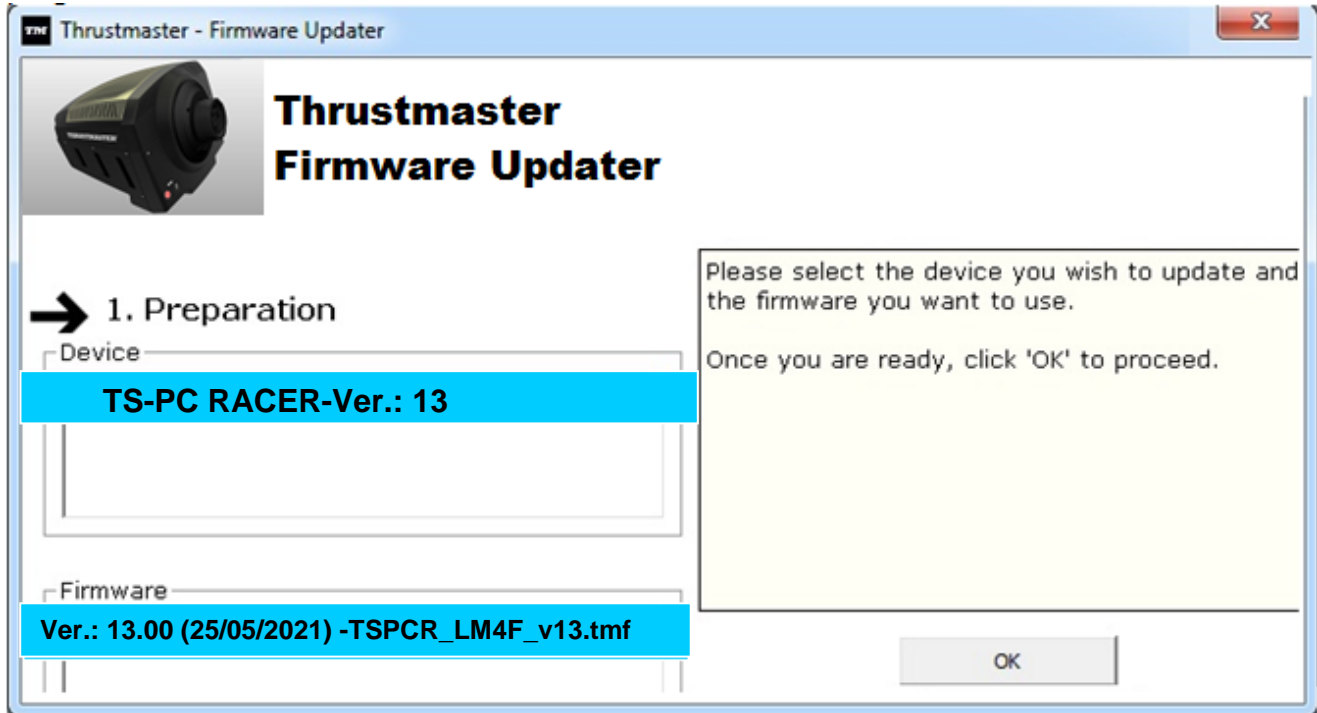 TM Thrustmaster - Firmware Updater
Thrustmaster
Firmware Updater
1. Preparation
Device
TS-PC RACER-Ver.: 13
Firmware
Ver.: 13.00 (25/05/2021) -TSPCR_LM4F_v13.tmf
Please select the device you wish to update and
the firmware you want to use.
Once you are ready, click 'OK' to proceed.
OK